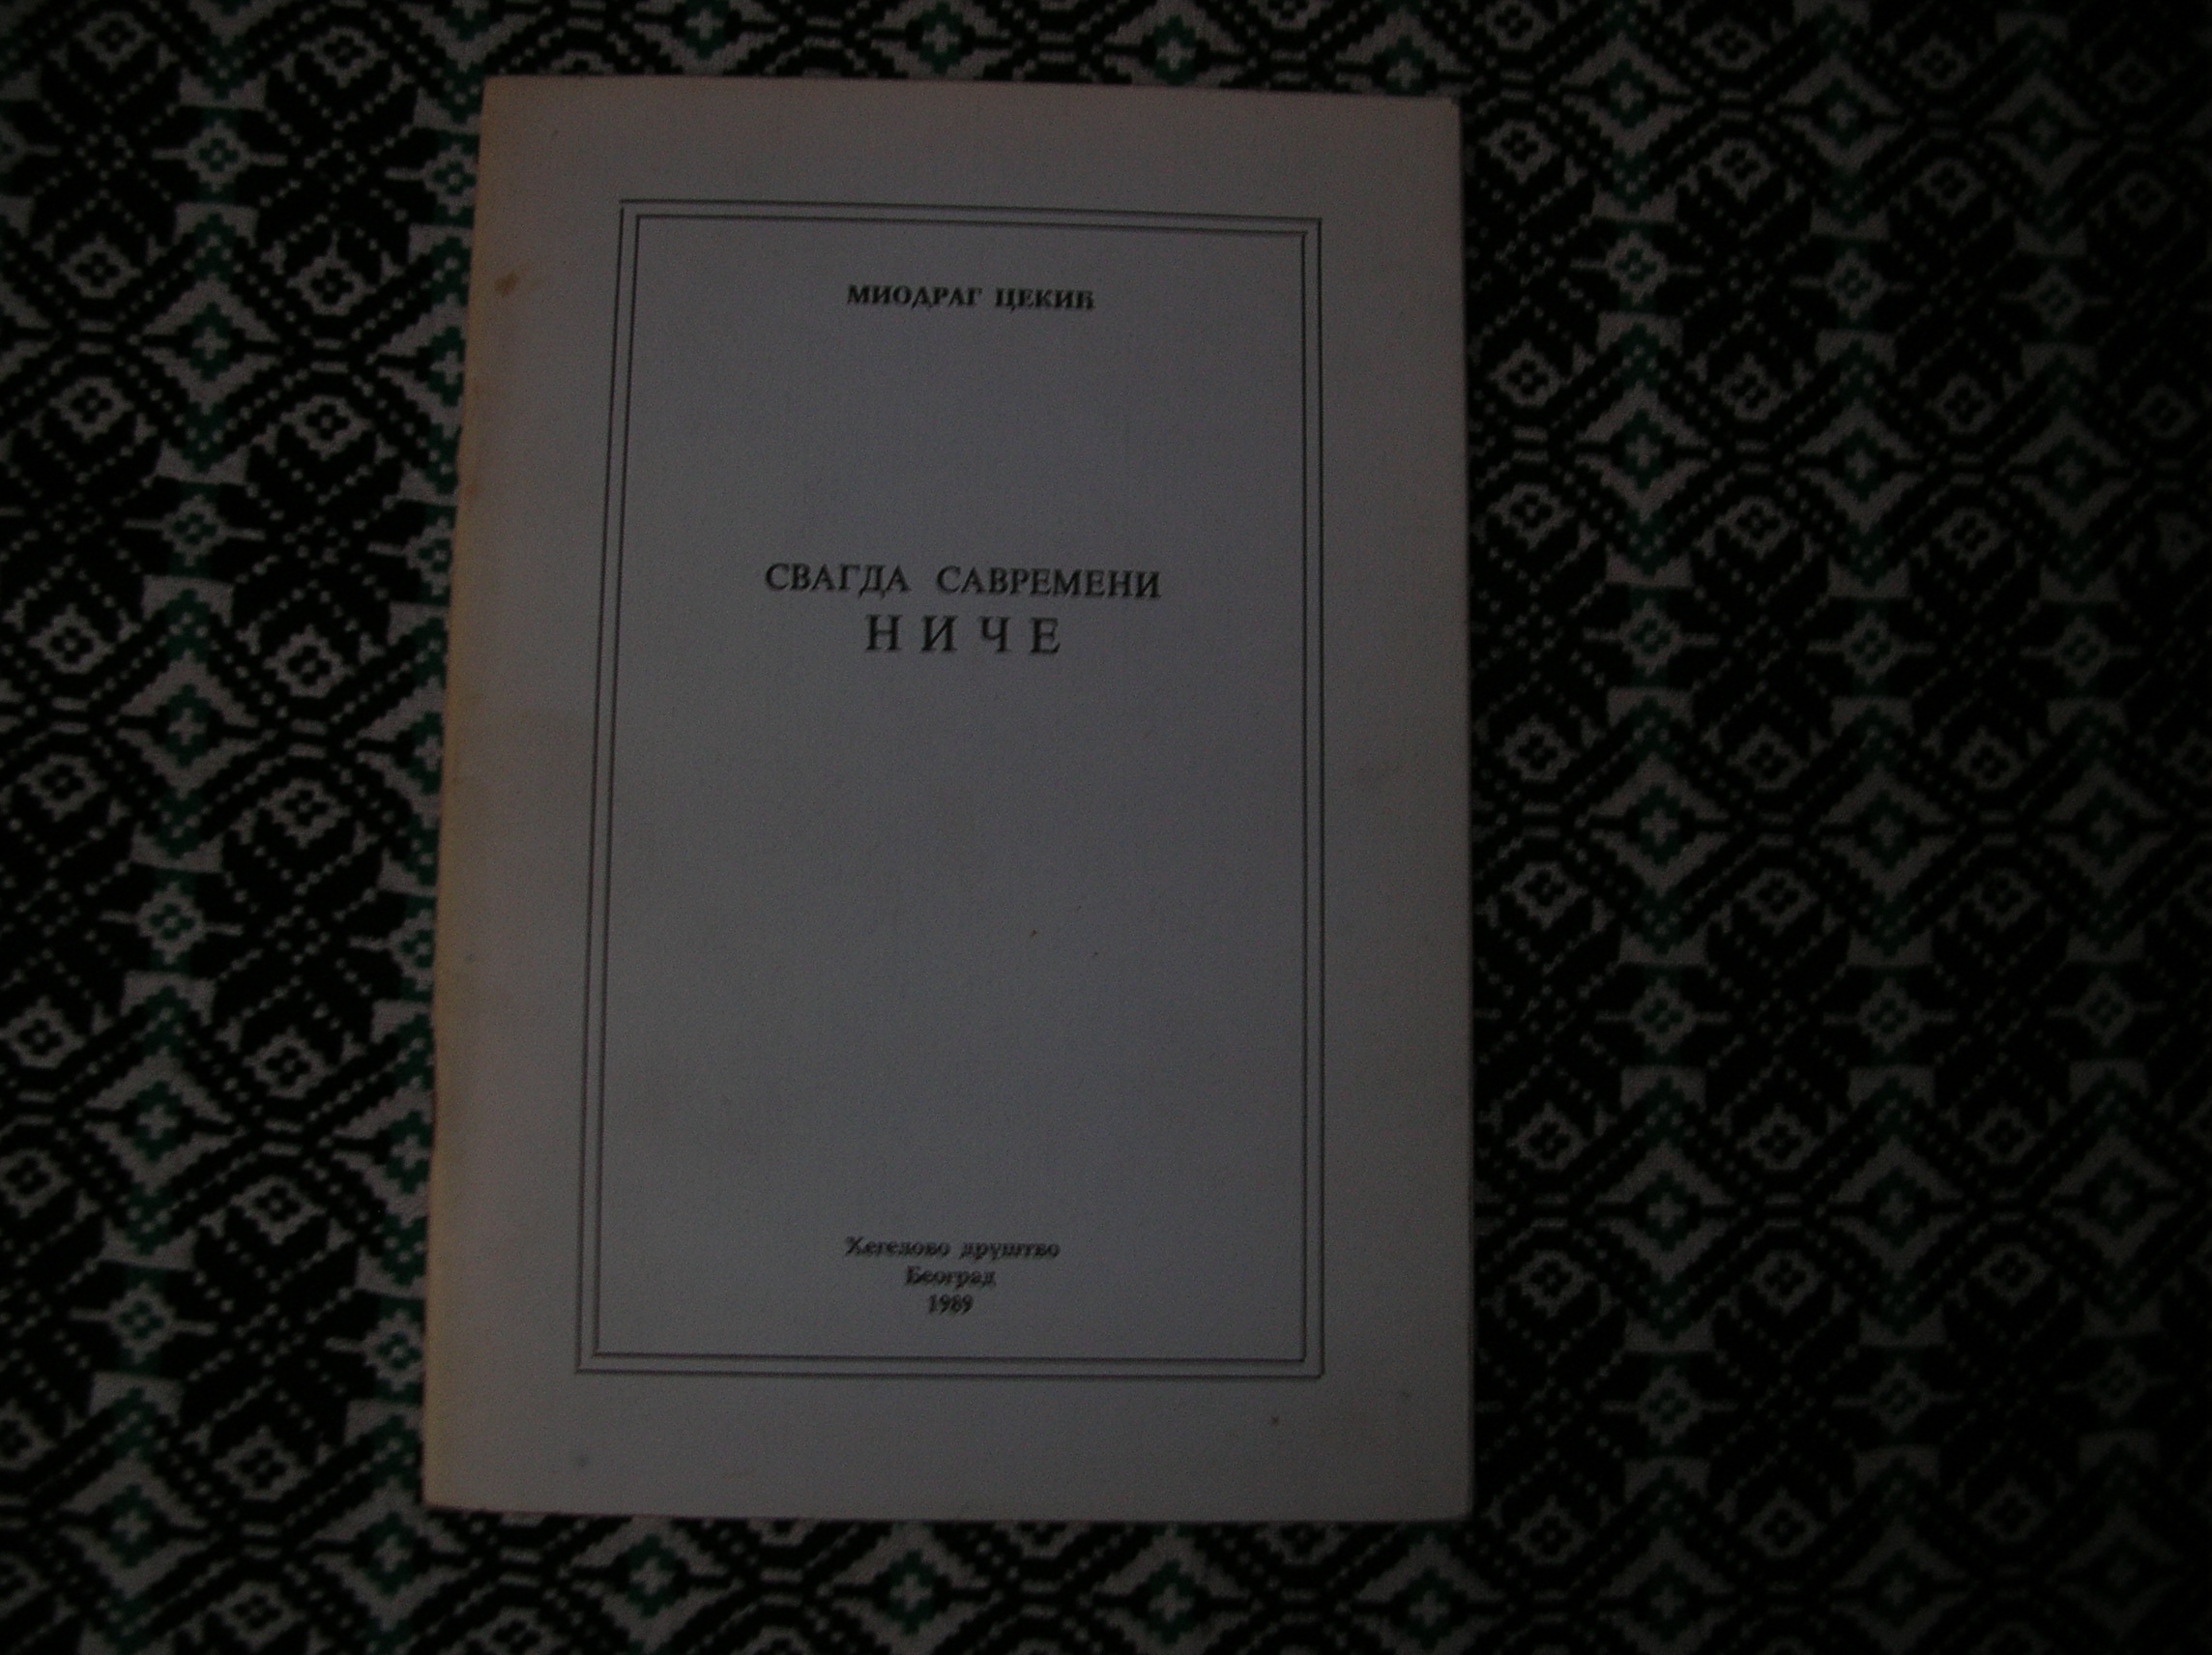 МИОДРАГ ЦЕКИЋ
СВАГДА САВРЕМЕНИ
НИЧЕ
Хегелово друштво
Београд
1989